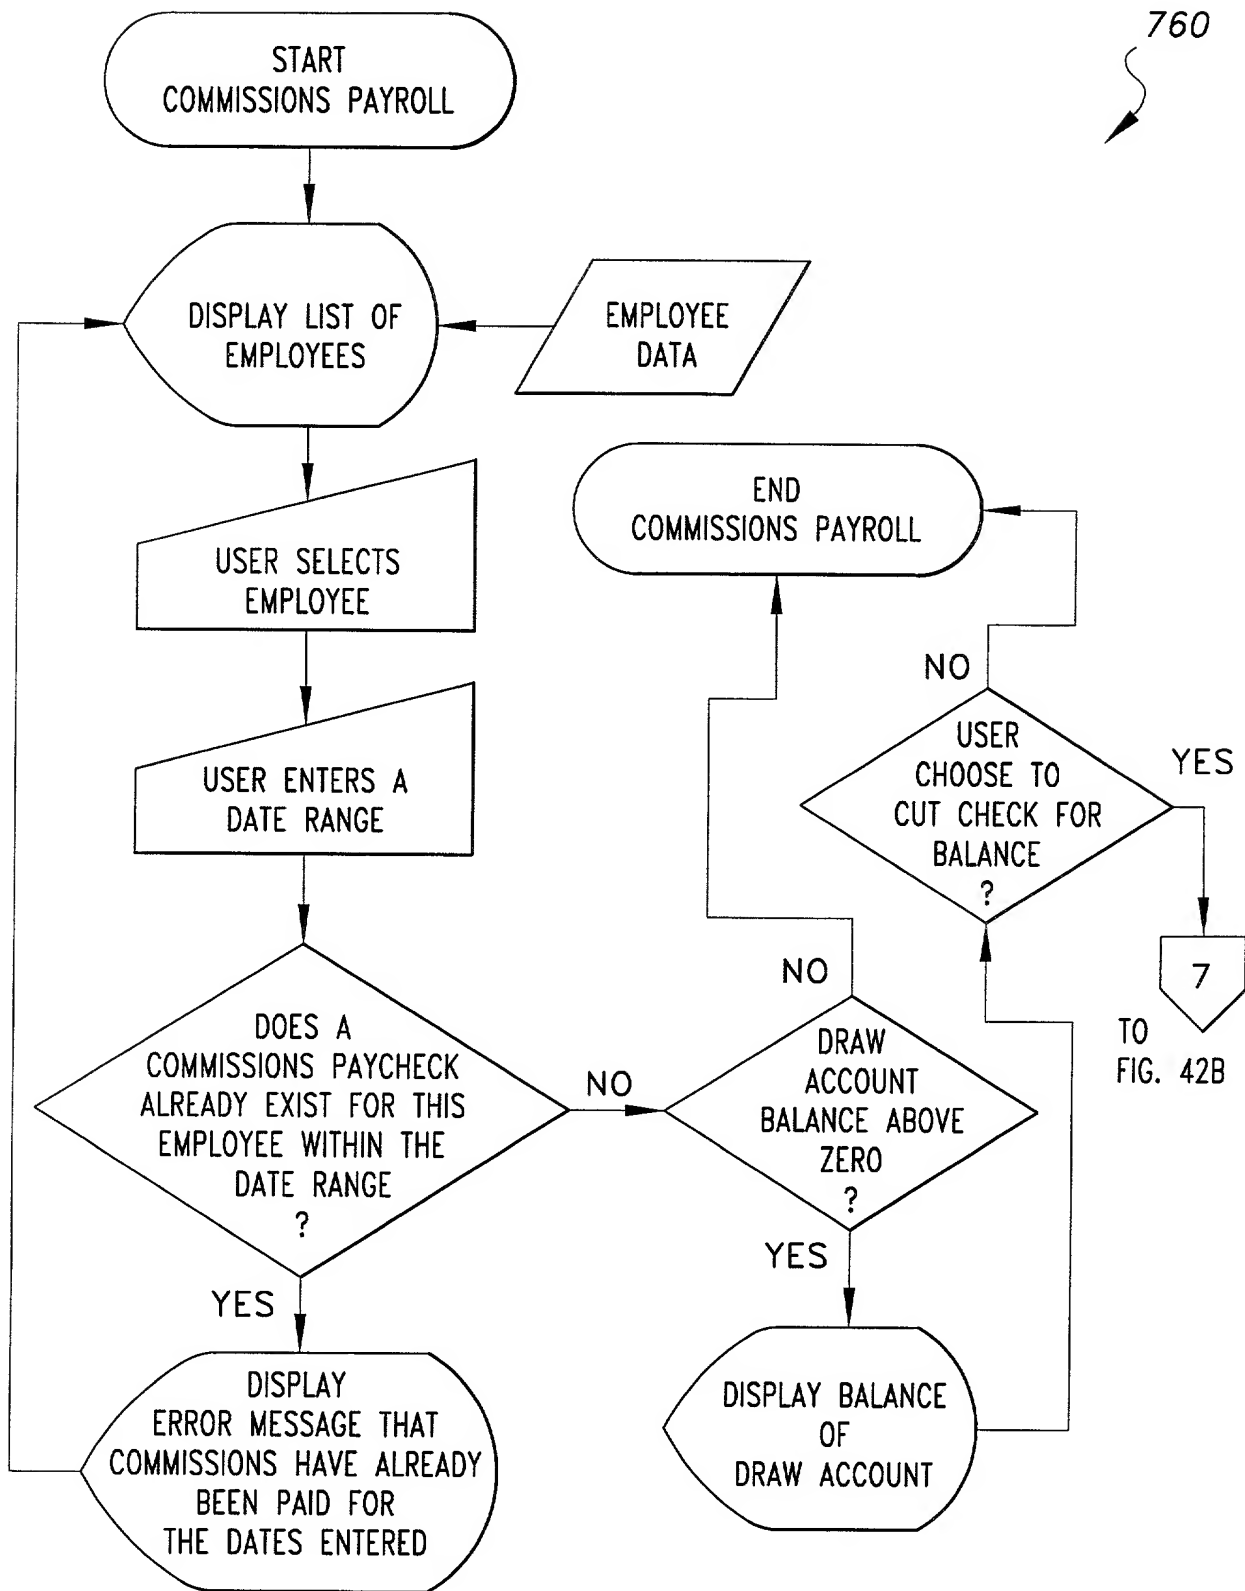 760
START
COMMISSIONS PAYROLL
DISPLAY LIST OF
EMPLOYEES
EMPLOYEE
DATA
USER SELECTS
EMPLOYEE
END
COMMISSIONS PAYROLL
USER ENTERS A
DATE RANGE
NO
USER
CHOOSE TO
CUT CHECK FOR
BALANCE
?
YES
7
TO
FIG. 42B
DOES A
COMMISSIONS PAYCHECK
ALREADY EXIST FOR THIS
EMPLOYEE WITHIN THE
DATE RANGE
?
NO
NO
DRAW
ACCOUNT
BALANCE ABOVE
ZERO
?
YES
YES
DISPLAY
ERROR MESSAGE THAT
COMMISSIONS HAVE ALREADY
BEEN PAID FOR
THE DATES ENTERED
DISPLAY BALANCE
OF
DRAW ACCOUNT